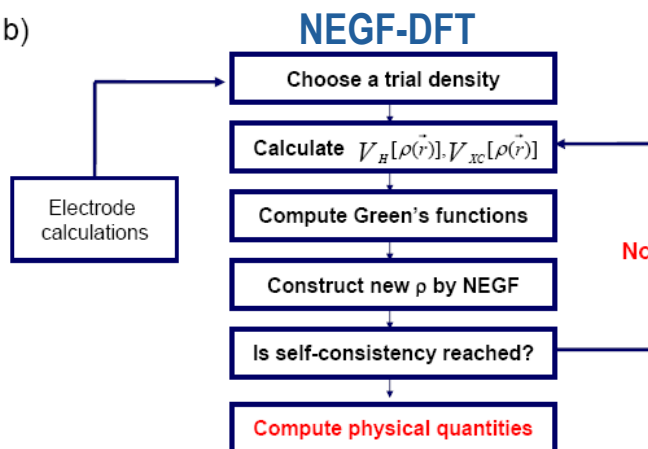 b)
NEGF-DFT
Choose a trial density
Calculate V_H[ρ(r⃗)], V_XC[ρ(r⃗)]
Electrode
calculations
Compute Green's functions
No
Construct new ρ by NEGF
Is self-consistency reached?
Compute physical quantities